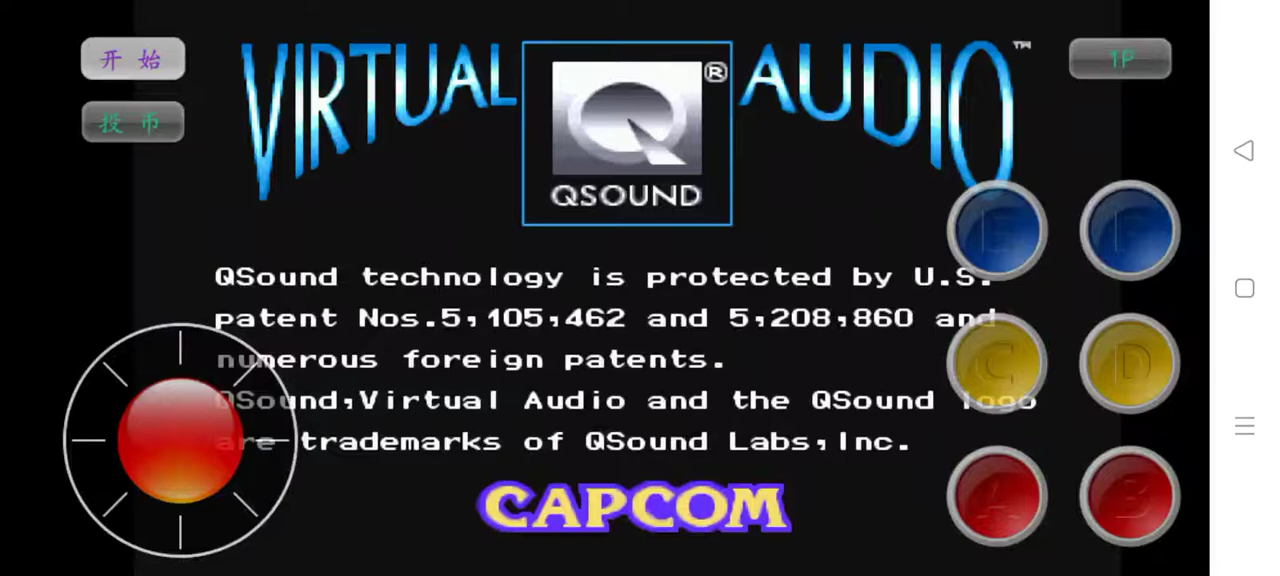 开始
投币
VIRTUAL
QSOUND
®
AUDIO
™
1P
QSound technology is protected by U.S.
patent Nos.5,105,462 and 5,208,860 and
numerous foreign patents.
QSound,Virtual Audio and the QSound logo
are trademarks of QSound Labs,Inc.
CAPCOM
E
F
C
D
A
B